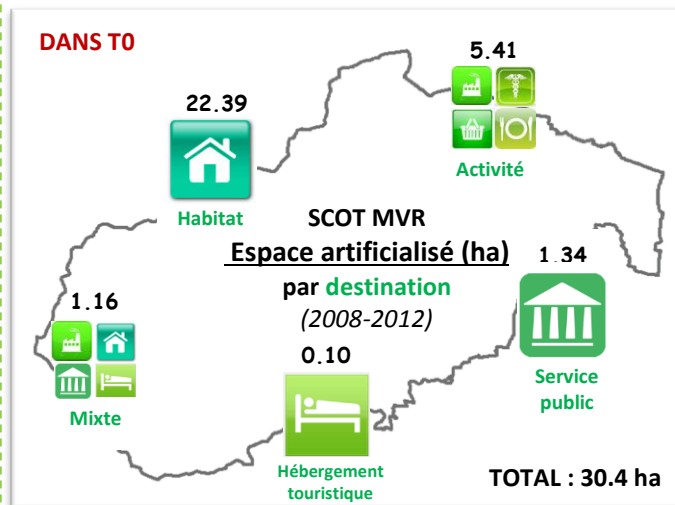 DANS T0
5.41
22.39
Activité
Habitat
SCOT MVR
Espace artificialisé (ha)
par destination
(2008-2012)
1.34
1.16
0.10
Service
public
Mixte
Hébergement
touristique
TOTAL : 30.4 ha